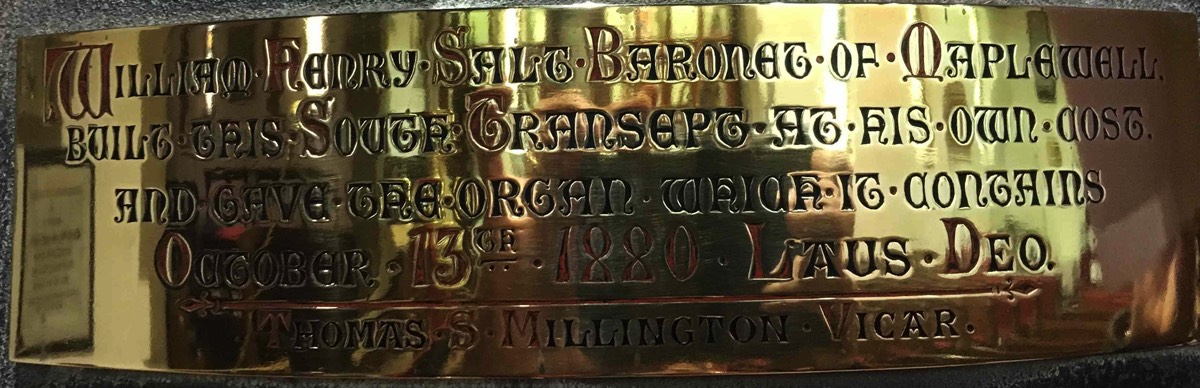 William · Henry · Salt · Baronet · of · Maplewell.
built · this · South · Transept · at · his · own · cost.
and · gave · the · organ · which · it · contains
October · 13th · 1880 · Laus · Deo.
Thomas · S · Millington · Vicar.